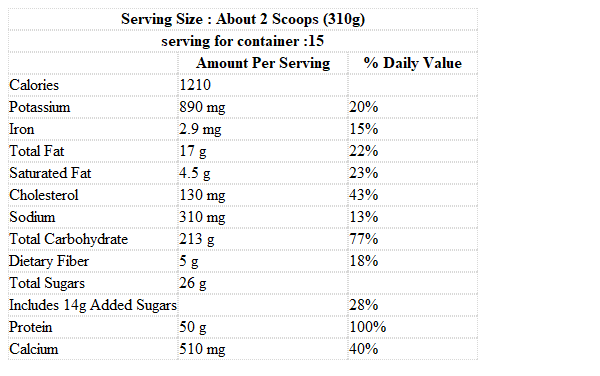 Serving Size : About 2 Scoops (310g)
serving for container :15
Amount Per Serving % Daily Value
Calories 1210
Potassium 890 mg 20%
Iron 2.9 mg 15%
Total Fat 17 g 22%
Saturated Fat 4.5 g 23%
Cholesterol 130 mg 43%
Sodium 310 mg 13%
Total Carbohydrate 213 g 77%
Dietary Fiber 5 g 18%
Total Sugars 26 g
Includes 14g Added Sugars 28%
Protein 50 g 100%
Calcium 510 mg 40%